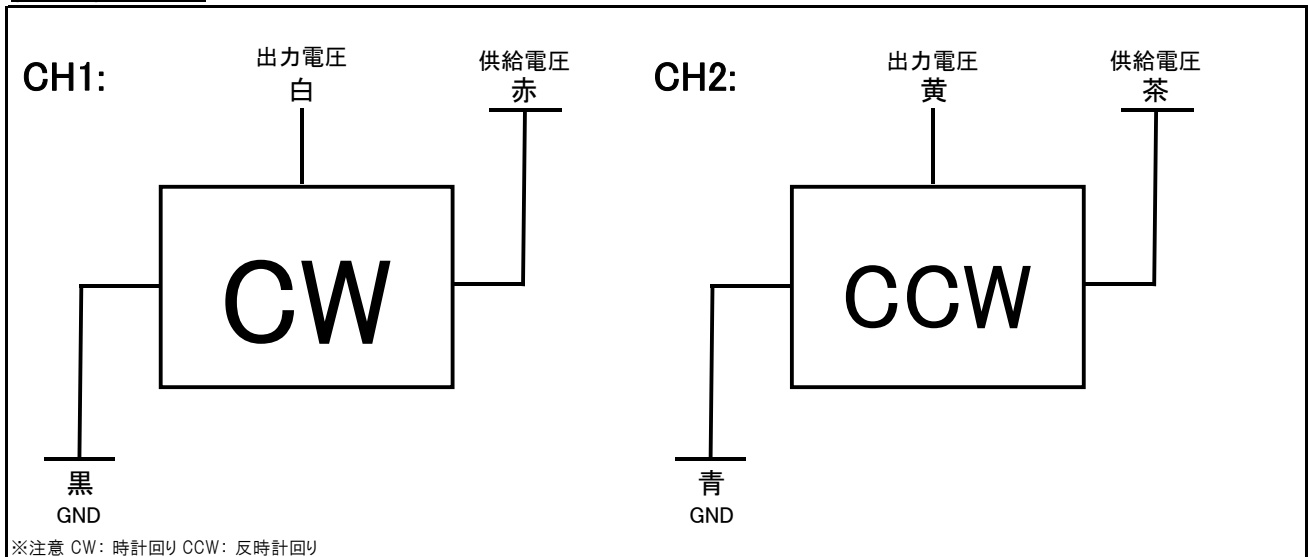 CH1:
出力電圧
白
供給電圧
赤
CW
黒
GND
CH2:
出力電圧
黄
供給電圧
茶
CCW
青
GND
※注意 CW: 時計回り CCW: 反時計回り